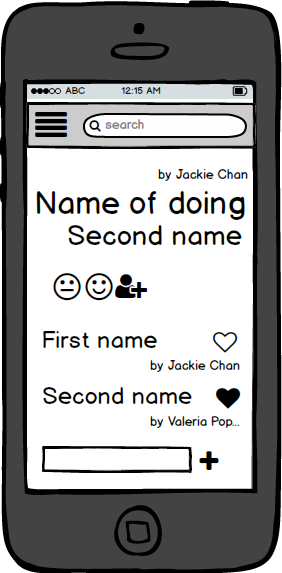 ABC 12:15 AM
search
by Jackie Chan
Name of doing
Second name
First name
by Jackie Chan
Second name
by Valeria Pop...